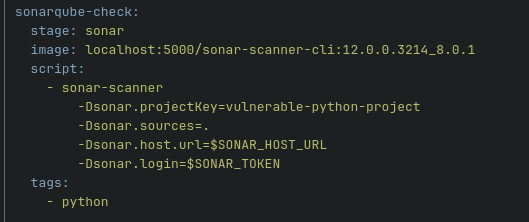 sonarqube-check:
  stage: sonar
  image: localhost:5000/sonar-scanner-cli:12.0.0.3214_8.0.1
  script:
    - sonar-scanner
        -Dsonar.projectKey=vulnerable-python-project
        -Dsonar.sources=.
        -Dsonar.host.url=$SONAR_HOST_URL
        -Dsonar.login=$SONAR_TOKEN
  tags:
    - python